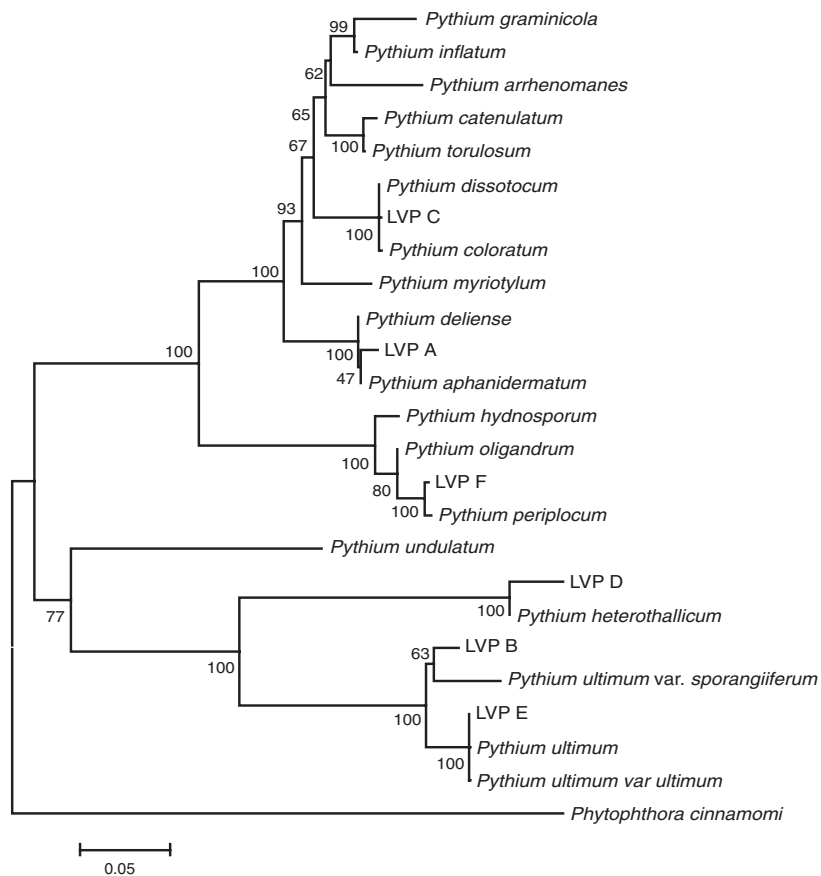 99
Pythium graminicola
Pythium inflatum
62
Pythium arrhenomanes
65
Pythium catenulatum
67
100
Pythium torulosum
Pythium dissotocum
93
LVP C
100
Pythium coloratum
100
Pythium myriotylum
Pythium deliense
100
100
LVP A
47
Pythium aphanidermatum
Pythium hydnosporum
100
Pythium oligandrum
80
LVP F
100
Pythium periplocum
Pythium undulatum
77
LVP D
100
Pythium heterothallicum
100
63
LVP B
Pythium ultimum var. sporangiiferum
100
LVP E
Pythium ultimum
100
Pythium ultimum var ultimum
Phytophthora cinnamomi
0.05